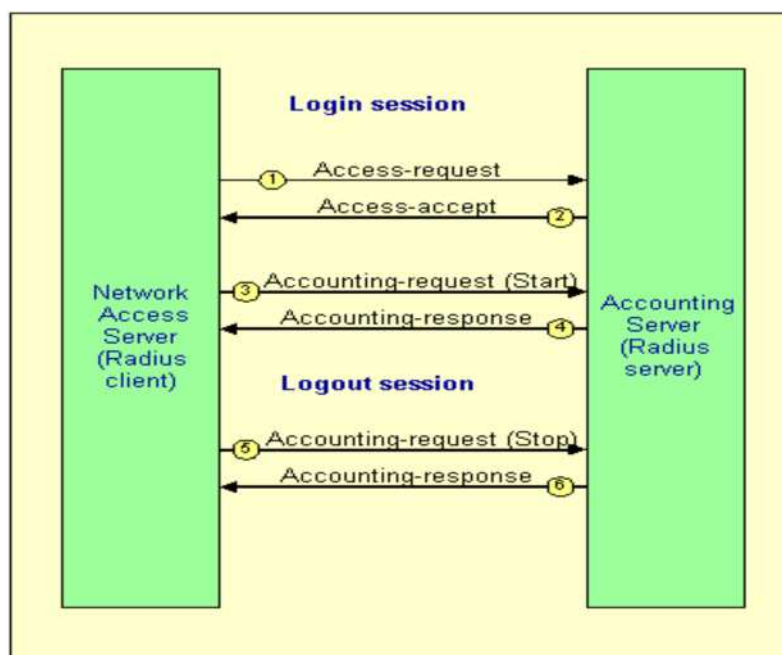 Login session
1 Access-request
Access-accept 2
3 Accounting-request (Start)
Accounting-response 4
Network
Access
Server
(Radius
client)
Accounting
Server
(Radius
server)
Logout session
5 Accounting-request (Stop)
Accounting-response 6